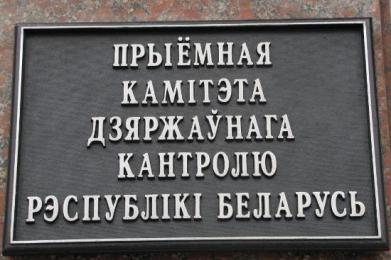 ПРЫЁМНАЯ
КАМІТЭТА
ДЗЯРЖАЎНАГА
КАНТРОЛЮ
РЭСПУБЛІКІ БЕЛАРУСЬ